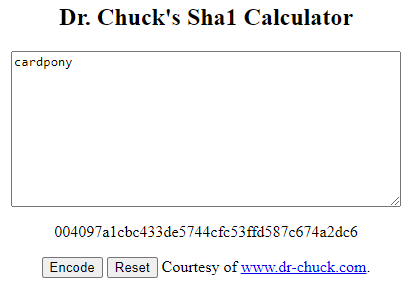 Dr. Chuck's Sha1 Calculator
cardpony
004097a1cbc433de5744cfc53ffd587c674a2dc6
Encode Reset Courtesy of www.dr-chuck.com.